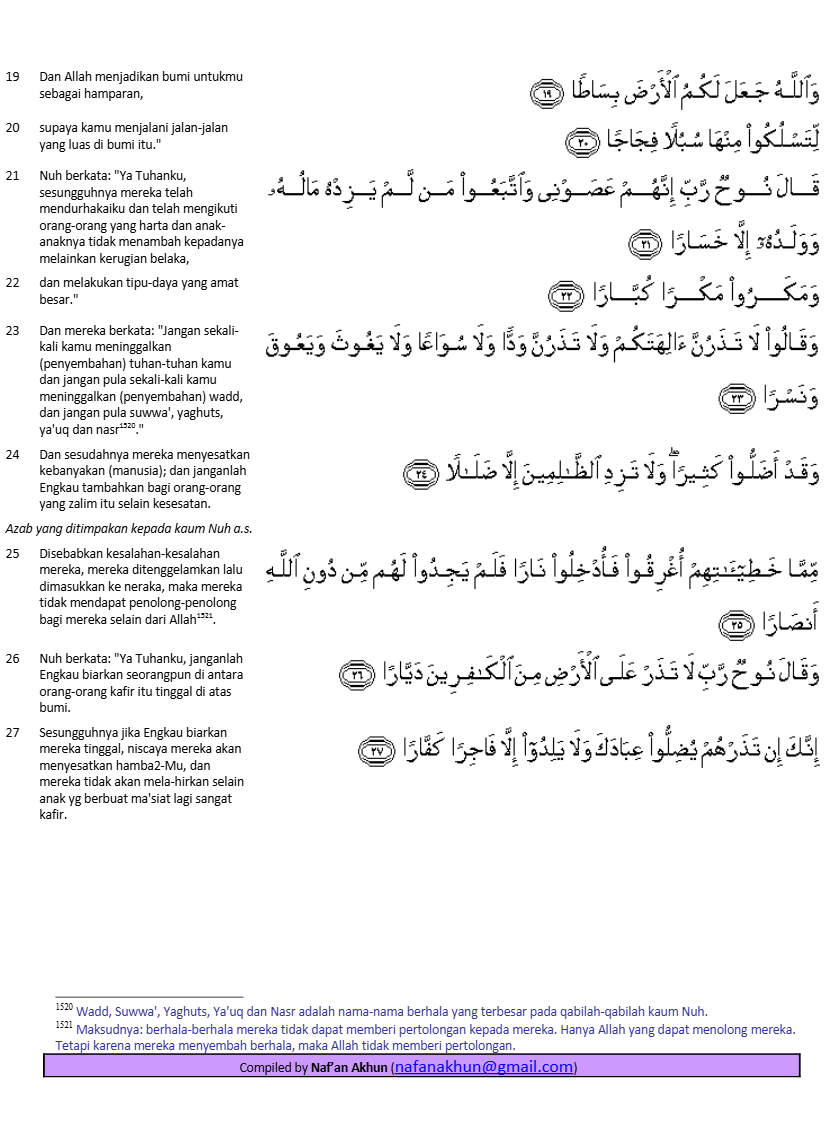 19 Dan Allah menjadikan bumi untukmu
sebagai hamparan,
وَٱللَّهُ جَعَلَ لَكُمُ ٱلْأَرْضَ بِسَاطًا ١٩
20 supaya kamu menjalani jalan-jalan
yang luas di bumi itu."
لِّتَسْلُكُوا۟ مِنْهَا سُبُلًا فِجَاجًا ٢٠
21 Nuh berkata: "Ya Tuhanku,
sesungguhnya mereka telah
mendurhakaiku dan telah mengikuti
orang-orang yang harta dan anak-
anaknya tidak menambah kepadanya
melainkan kerugian belaka,
قَالَ نُوحٌ رَّبِّ إِنَّهُمْ عَصَوْنِى وَٱتَّبَعُوا۟ مَن لَّمْ يَزِدْهُ مَالُهُۥ
وَوَلَدُهُۥٓ إِلَّا خَسَارًا ٢١
22 dan melakukan tipu-daya yang amat
besar."
وَمَكَرُوا۟ مَكْرًا كُبَّارًا ٢٢
23 Dan mereka berkata: "Jangan sekali-
kali kamu meninggalkan
(penyembahan) tuhan-tuhan kamu
dan jangan pula sekali-kali kamu
meninggalkan (penyembahan) wadd,
dan jangan pula suwwa', yaghuts,
ya'uq dan nasr1520."
وَقَالُوا۟ لَا تَذَرُنَّ ءَالِهَتَكُمْ وَلَا تَذَرُنَّ وَدًّا وَلَا سُوَاعًا وَلَا يَغُوثَ وَيَعُوقَ
وَنَسْرًا ٢٣
24 Dan sesudahnya mereka menyesatkan
kebanyakan (manusia); dan janganlah
Engkau tambahkan bagi orang-orang
yang zalim itu selain kesesatan.
وَقَدْ أَضَلُّوا۟ كَثِيرًا ۖ وَلَا تَزِدِ ٱلظَّـٰلِمِينَ إِلَّا ضَلَـٰلًا ٢٤
Azab yang ditimpakan kepada kaum Nuh a.s.
25 Disebabkan kesalahan-kesalahan
mereka, mereka ditenggelamkan lalu
dimasukkan ke neraka, maka mereka
tidak mendapat penolong-penolong
bagi mereka selain dari Allah1521.
مِّمَّا خَطِيٓـَٔـٰتِهِمْ أُغْرِقُوا۟ فَأُدْخِلُوا۟ نَارًا فَلَمْ يَجِدُوا۟ لَهُم مِّن دُونِ ٱللَّهِ
أَنصَارًا ٢٥
26 Nuh berkata: "Ya Tuhanku, janganlah
Engkau biarkan seorangpun di antara
orang-orang kafir itu tinggal di atas
bumi.
وَقَالَ نُوحٌ رَّبِّ لَا تَذَرْ عَلَى ٱلْأَرْضِ مِنَ ٱلْكَـٰفِرِينَ دَيَّارًا ٢٦
27 Sesungguhnya jika Engkau biarkan
mereka tinggal, niscaya mereka akan
menyesatkan hamba2-Mu, dan
mereka tidak akan mela-hirkan selain
anak yg berbuat ma'siat lagi sangat
kafir.
إِنَّكَ إِن تَذَرْهُمْ يُضِلُّوا۟ عِبَادَكَ وَلَا يَلِدُوٓا۟ إِلَّا فَاجِرًا كَفَّارًا ٢٧
1520 Wadd, Suwwa', Yaghuts, Ya'uq dan Nasr adalah nama-nama berhala yang terbesar pada qabilah-qabilah kaum Nuh.
1521 Maksudnya: berhala-berhala mereka tidak dapat memberi pertolongan kepada mereka. Hanya Allah yang dapat menolong mereka.
Tetapi karena mereka menyembah berhala, maka Allah tidak memberi pertolongan.
Compiled by Naf’an Akhun (nafanakhun@gmail.com)